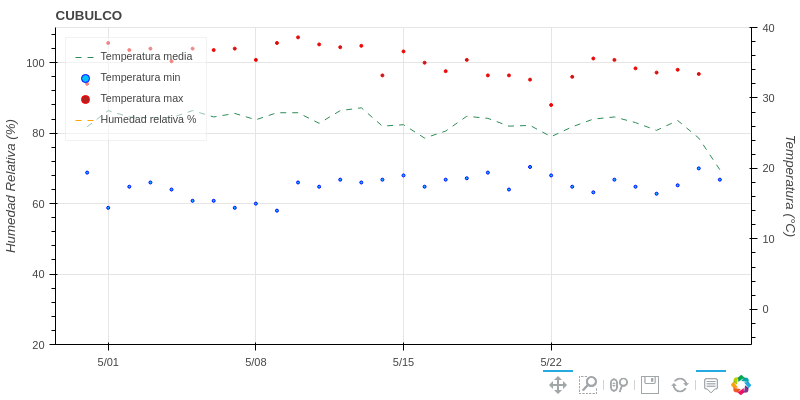 CUBULCO
Temperatura media
Temperatura min
Temperatura max
Humedad relativa %
Humedad Relativa (%)
100
80
60
40
20
40
30
20
10
0
Temperatura (°C)
5/01
5/08
5/15
5/22